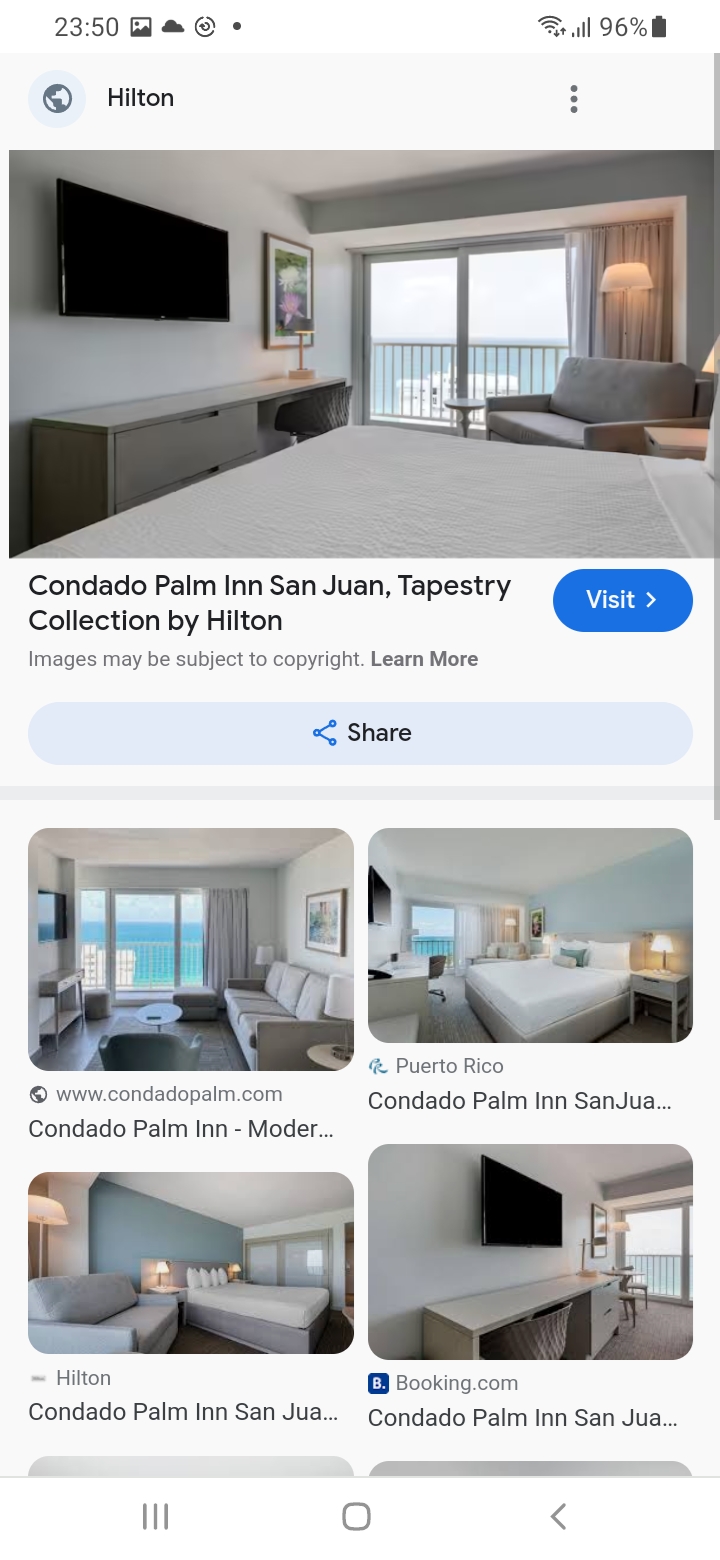 23:50
96%
Hilton
Condado Palm Inn San Juan, Tapestry
Collection by Hilton
Visit
Images may be subject to copyright. Learn More
Share
www.condadopalm.com
Condado Palm Inn - Moder...
Puerto Rico
Condado Palm Inn SanJua...
Hilton
Condado Palm Inn San Jua...
B. Booking.com
Condado Palm Inn San Jua...